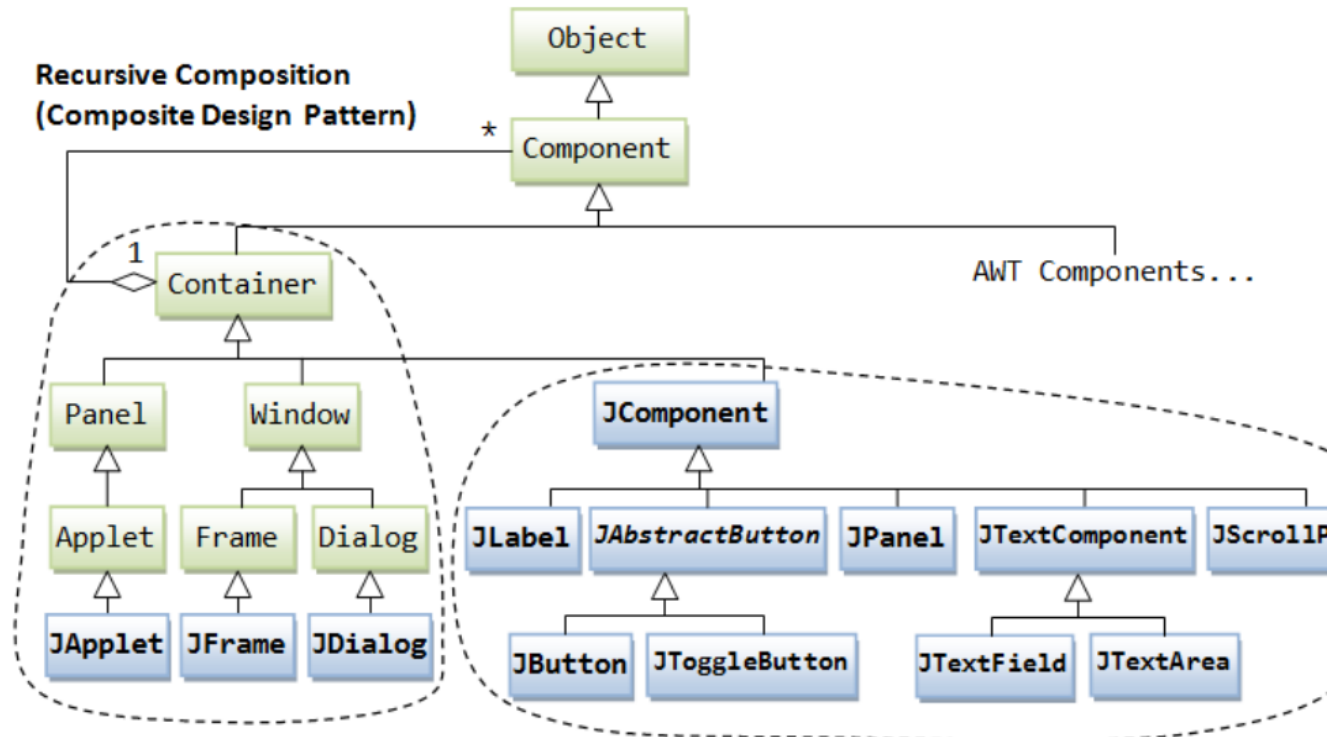 Object
Recursive Composition
(Composite Design Pattern)
*
Component
1
Container
AWT Components...
Panel
Window
JComponent
Applet
Frame
Dialog
JLabel
JAbstractButton
JPanel
JTextComponent
JScrollP
JApplet
JFrame
JDialog
JButton
JToggleButton
JTextField
JTextArea